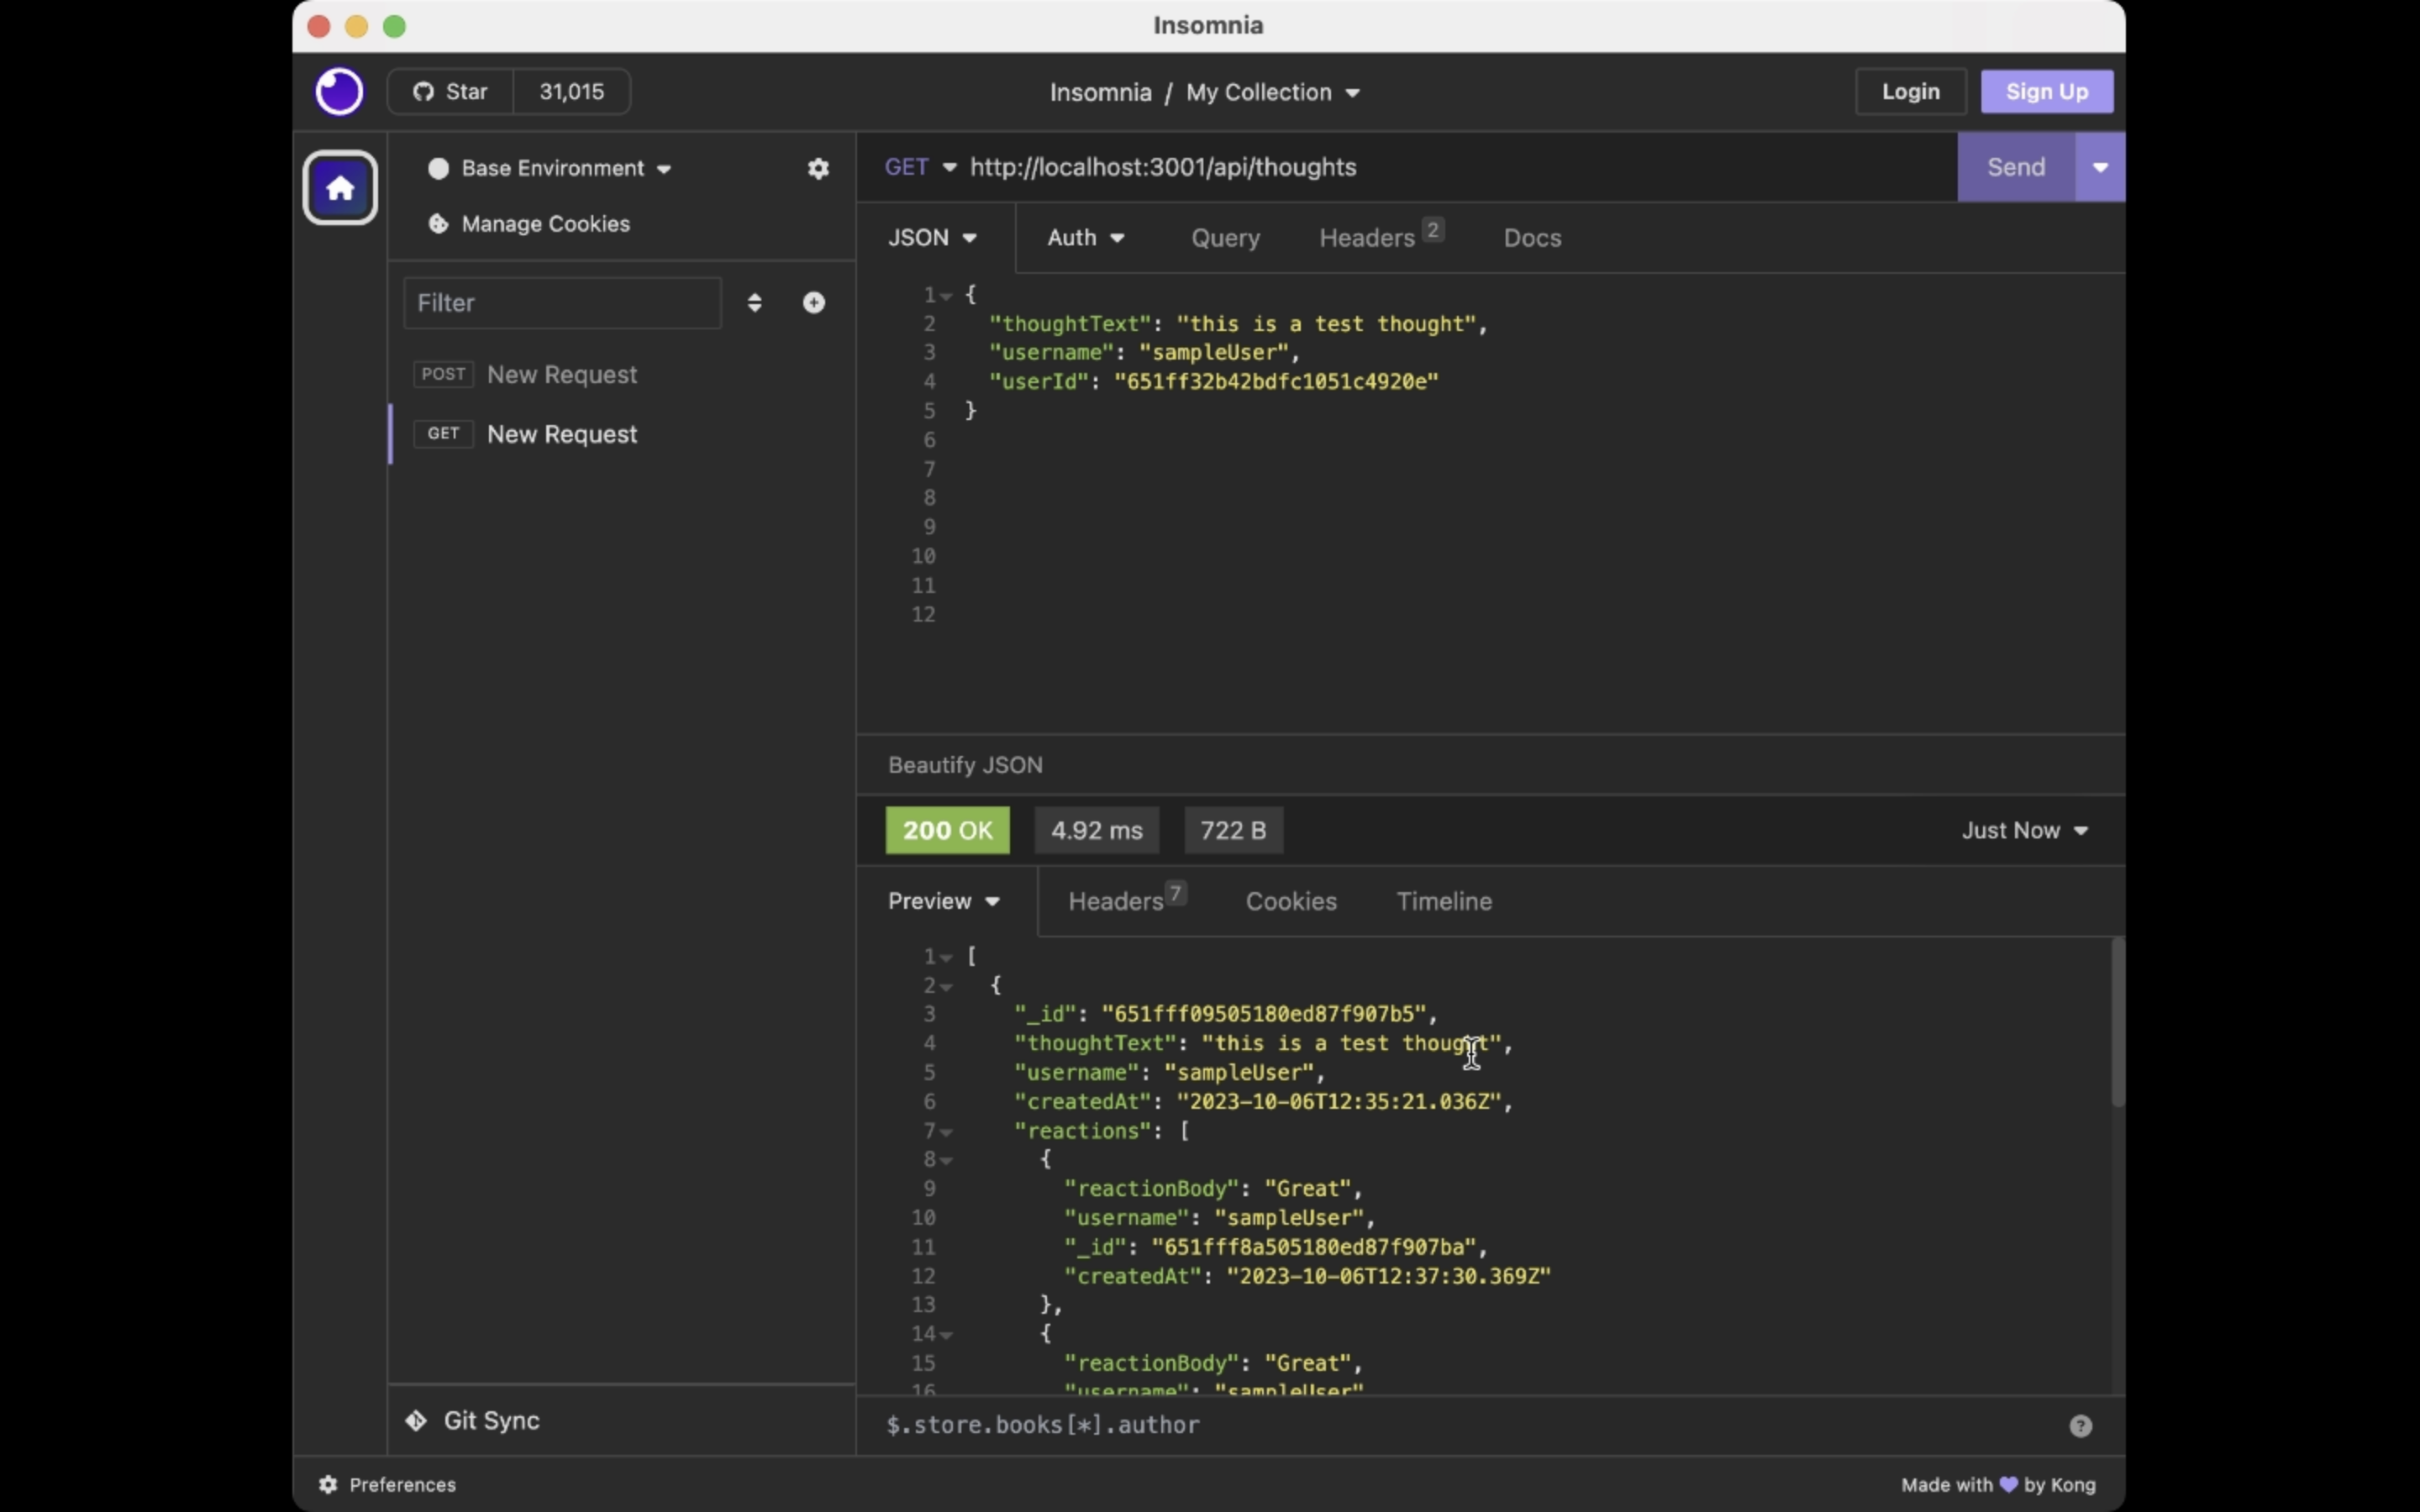 Insomnia
Star 31,015
Insomnia / My Collection
Login Sign Up
Base Environment
Manage Cookies
Filter
POST New Request
GET New Request
Git Sync
GET http://localhost:3001/api/thoughts Send
JSON Auth Query Headers 2 Docs
1 {
2 "thoughtText": "this is a test thought",
3 "username": "sampleUser",
4 "userId": "651ff32b42bdfc1051c4920e"
5 }
6
7
8
9
10
11
12
Beautify JSON
200 OK 4.92 ms 722 B Just Now
Preview Headers 7 Cookies Timeline
1 [
2 {
3 "_id": "651fff09505180ed87f907b5",
4 "thoughtText": "this is a test thought",
5 "username": "sampleUser",
6 "createdAt": "2023-10-06T12:35:21.036Z",
7 "reactions": [
8 {
9 "reactionBody": "Great",
10 "username": "sampleUser",
11 "_id": "651fff8a505180ed87f907ba",
12 "createdAt": "2023-10-06T12:37:30.369Z"
13 },
14 {
15 "reactionBody": "Great",
16 "username": "sampleUser"
$.store.books[*].author
Preferences
Made with 💜 by Kong